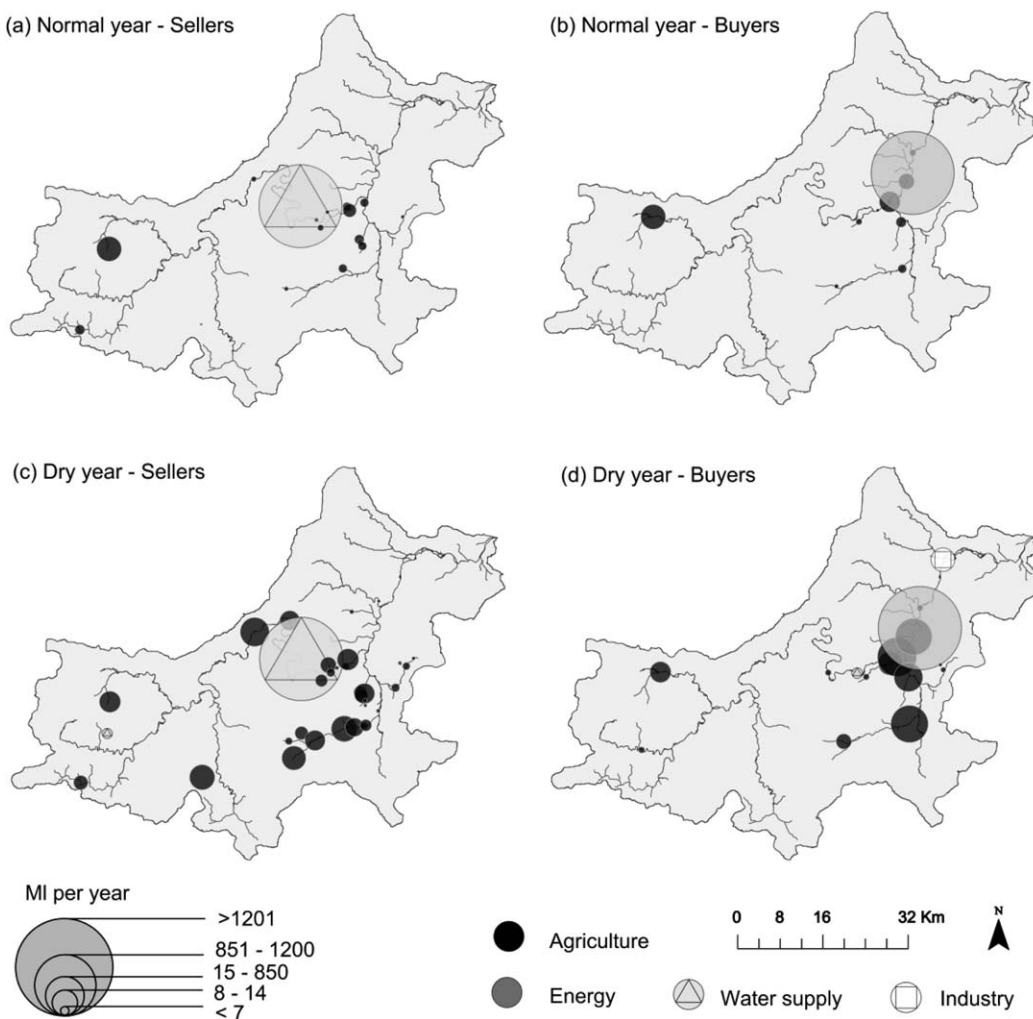 (a) Normal year - Sellers
(b) Normal year - Buyers
(c) Dry year - Sellers
(d) Dry year - Buyers
Ml per year
>1201
851 - 1200
15 - 850
8 - 14
< 7
0 8 16 32 Km
N
Agriculture
Energy
Water supply
Industry